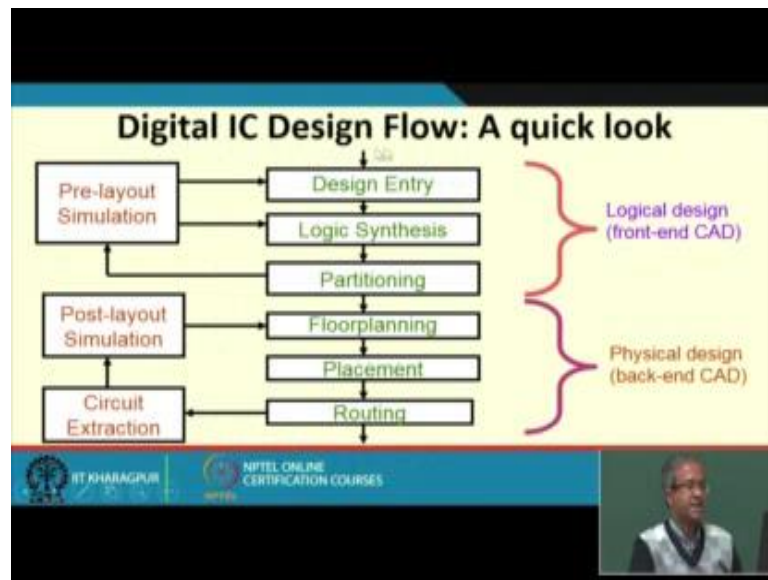 Digital IC Design Flow: A quick look
Pre-layout
Simulation
Design Entry
Logic Synthesis
Partitioning
Logical design
(front-end CAD)
Post-layout
Simulation
Circuit
Extraction
Floorplanning
Placement
Routing
Physical design
(back-end CAD)
IIT KHARAGPUR
NPTEL
NPTEL ONLINE
CERTIFICATION COURSES